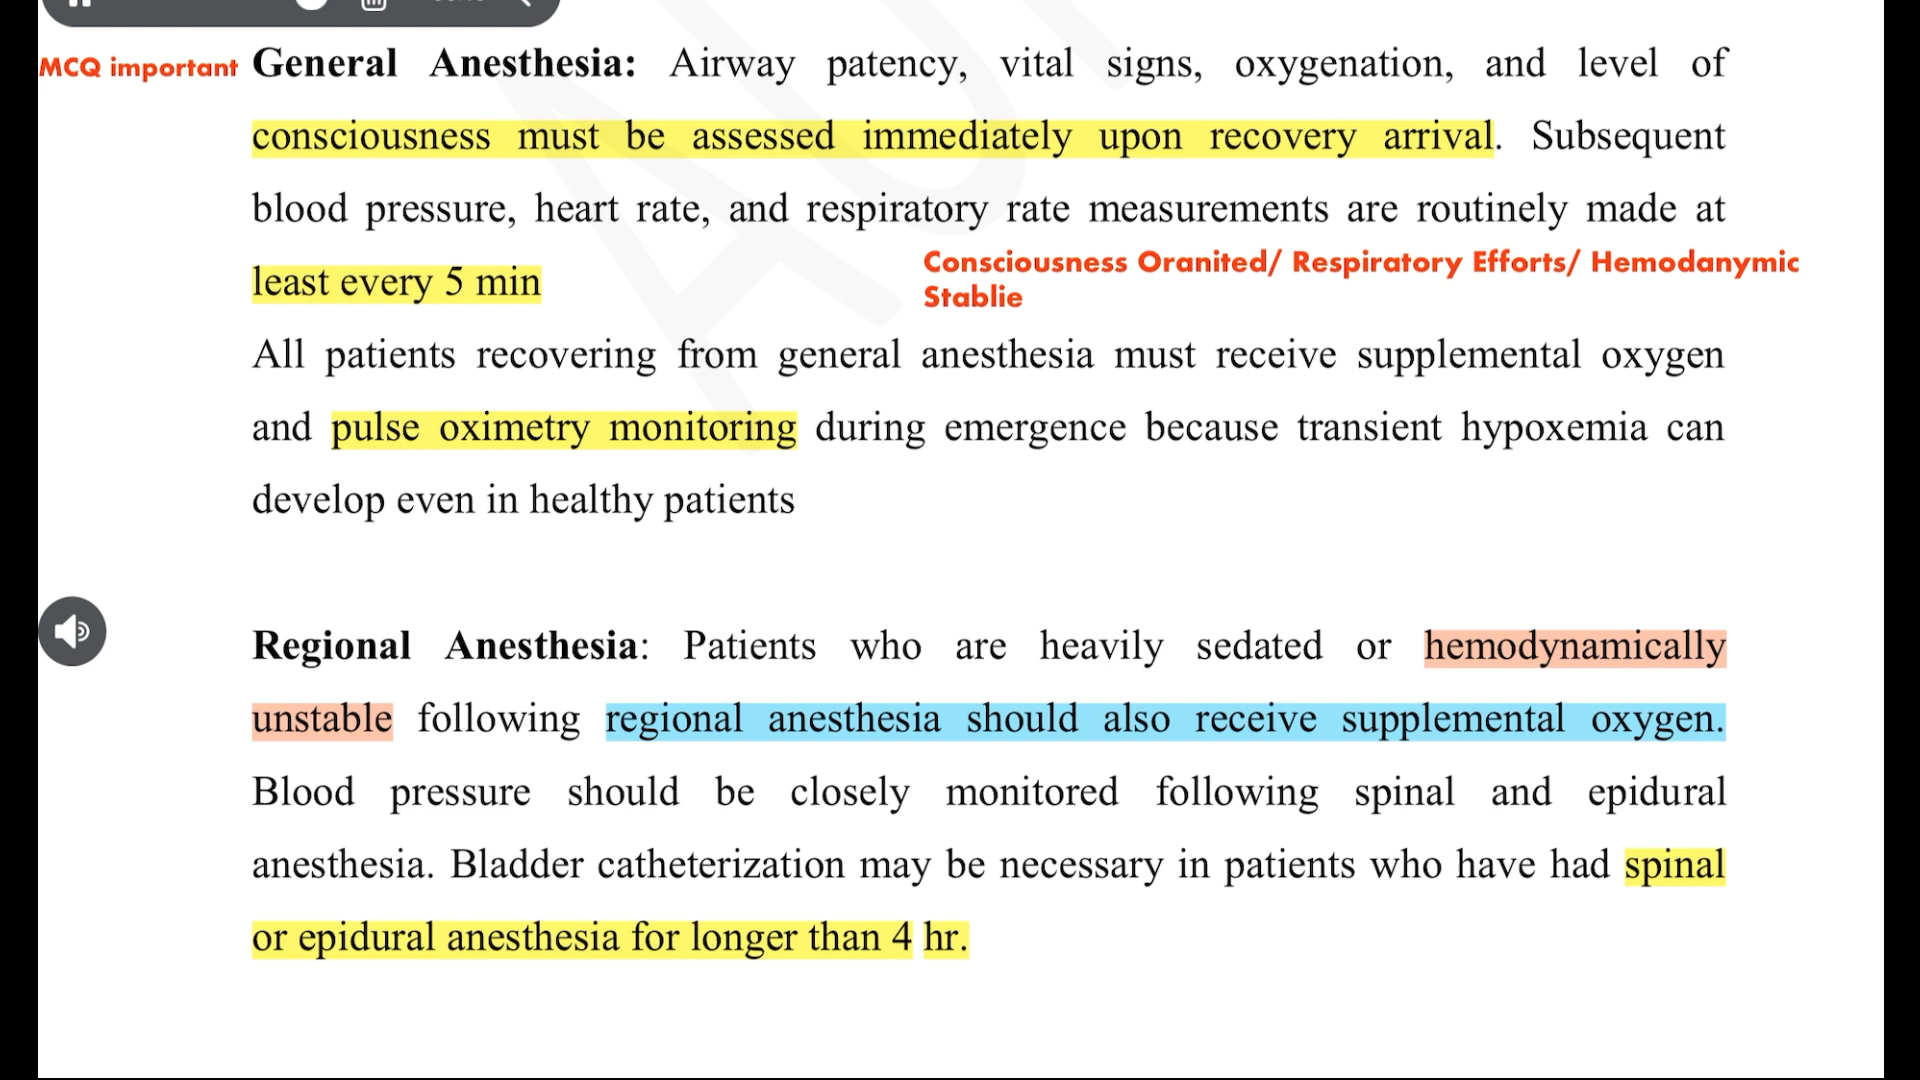 MCQ important General Anesthesia: Airway patency, vital signs, oxygenation, and level of
consciousness must be assessed immediately upon recovery arrival. Subsequent
blood pressure, heart rate, and respiratory rate measurements are routinely made at
least every 5 min
Consciousness Oranited/ Respiratory Efforts/ Hemodanymic
Stablie
All patients recovering from general anesthesia must receive supplemental oxygen
and pulse oximetry monitoring during emergence because transient hypoxemia can
develop even in healthy patients
Regional Anesthesia: Patients who are heavily sedated or hemodynamically
unstable following regional anesthesia should also receive supplemental oxygen.
Blood pressure should be closely monitored following spinal and epidural
anesthesia. Bladder catheterization may be necessary in patients who have had spinal
or epidural anesthesia for longer than 4 hr.